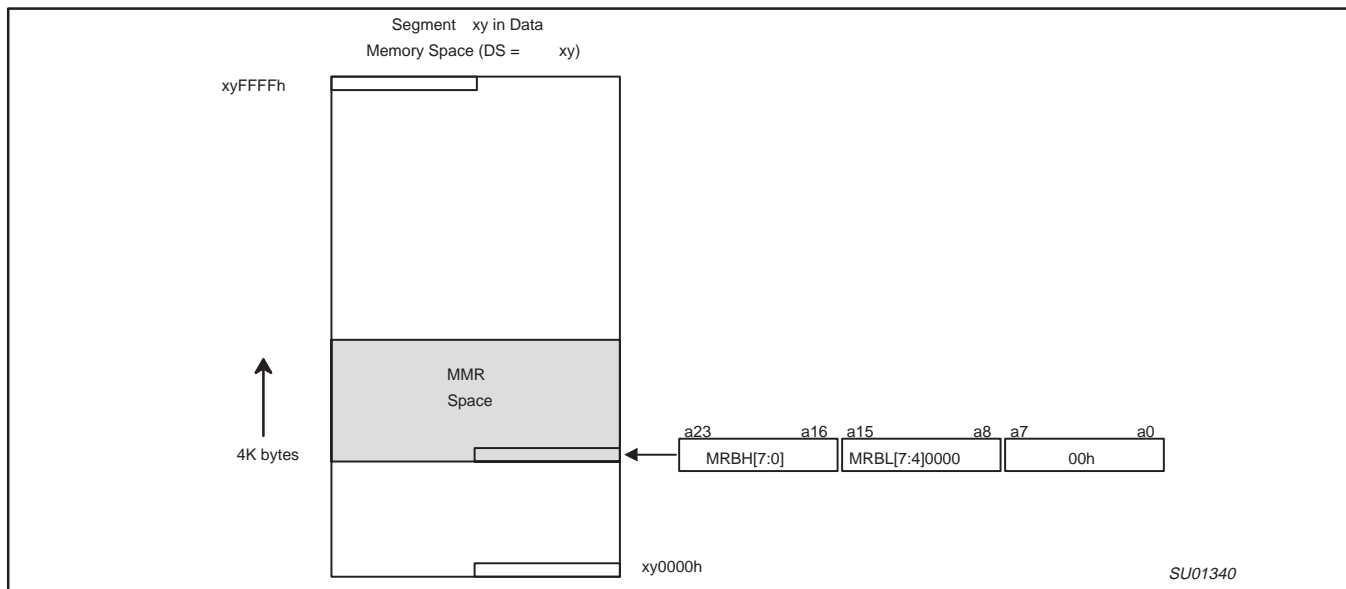 Segment xy in Data
Memory Space (DS = xy)
xyFFFFh
MMR
Space
4K bytes
a23 a16 a15 a8 a7 a0
MRBH[7:0] MRBL[7:4]0000 00h
xy0000h
SU01340